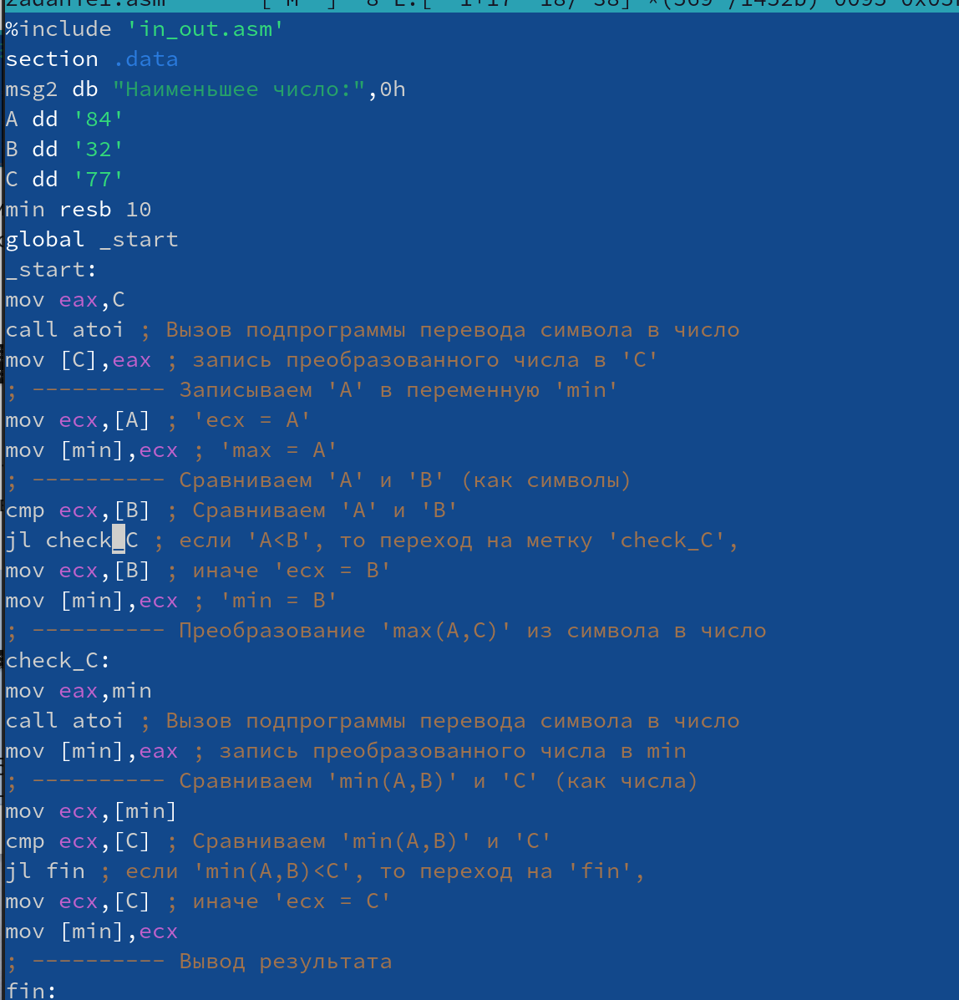 %include 'in_out.asm'
section .data
msg2 db "Наименьшее число:",0h
A dd '84'
B dd '32'
C dd '77'
min resb 10
global _start
_start:
mov eax,C
call atoi ; Вызов подпрограммы перевода символа в число
mov [C],eax ; запись преобразованного числа в 'C'
; ---------- Записываем 'A' в переменную 'min'
mov ecx,[A] ; 'ecx = A'
mov [min],ecx ; 'max = A'
; ---------- Сравниваем 'A' и 'B' (как символы)
cmp ecx,[B] ; Сравниваем 'A' и 'B'
jl check_C ; если 'A<B', то переход на метку 'check_C',
mov ecx,[B] ; иначе 'ecx = B'
mov [min],ecx ; 'min = B'
; ---------- Преобразование 'max(A,C)' из символа в число
check_C:
mov eax,min
call atoi ; Вызов подпрограммы перевода символа в число
mov [min],eax ; запись преобразованного числа в min
; ---------- Сравниваем 'min(A,B)' и 'C' (как числа)
mov ecx,[min]
cmp ecx,[C] ; Сравниваем 'min(A,B)' и 'C'
jl fin ; если 'min(A,B)<C', то переход на 'fin',
mov ecx,[C] ; иначе 'ecx = C'
mov [min],ecx
; ---------- Вывод результата
fin: